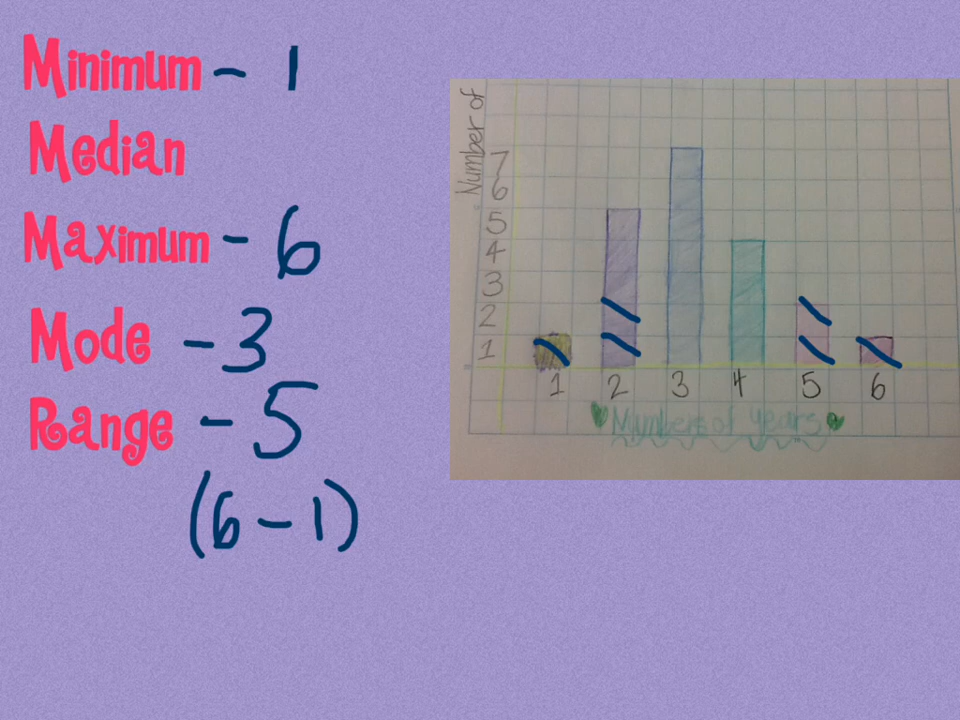 Minimum - 1
Median
Maximum - 6
Mode - 3
Range - 5
(6 - 1)
Number of
7
6
5
4
3
2
1
1 2 3 4 5 6
Numbers of years